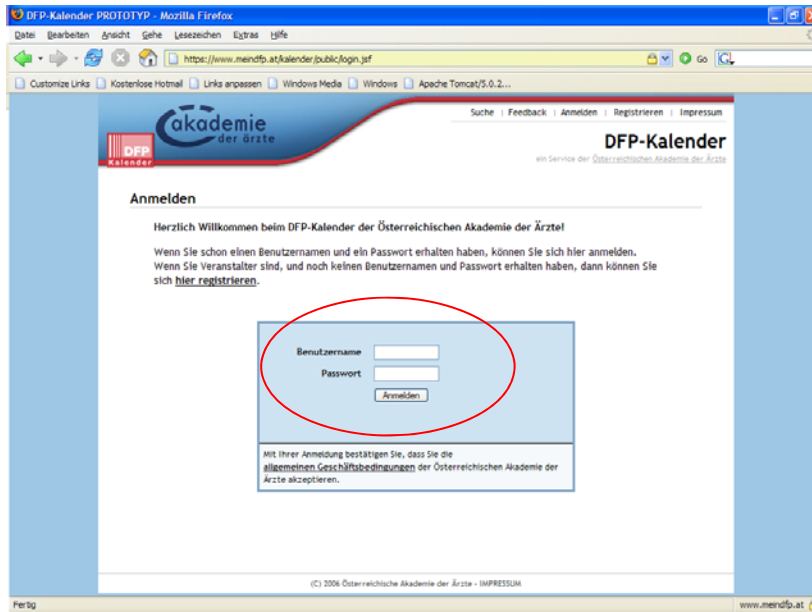 DFP-Kalender PROTOTYP - Mozilla Firefox
Datei Bearbeiten Ansicht Gehe Lesezeichen Extras Hilfe
https://www.meindfp.at/kalender/public/login.jsf Go
Customize Links Kostenlose Hotmail Links anpassen Windows Media Windows Apache Tomcat/5.0.2...
akademie
der ärzte
DFP
Kalender
Suche | Feedback | Anmelden | Registrieren | Impressum
DFP-Kalender
ein Service der Österreichischen Akademie der Ärzte
Anmelden
Herzlich Willkommen beim DFP-Kalender der Österreichischen Akademie der Ärzte!
Wenn Sie schon einen Benutzernamen und ein Passwort erhalten haben, können Sie sich hier anmelden.
Wenn Sie Veranstalter sind, und noch keinen Benutzernamen und Passwort erhalten haben, dann können Sie
sich hier registrieren.
Benutzername
Passwort
Anmelden
Mit Ihrer Anmeldung bestätigen Sie, dass Sie die
allgemeinen Geschäftsbedingungen der Österreichischen Akademie der
Ärzte akzeptieren.
(C) 2006 Österreichische Akademie der Ärzte - IMPRESSUM
Fertig www.meindfp.at